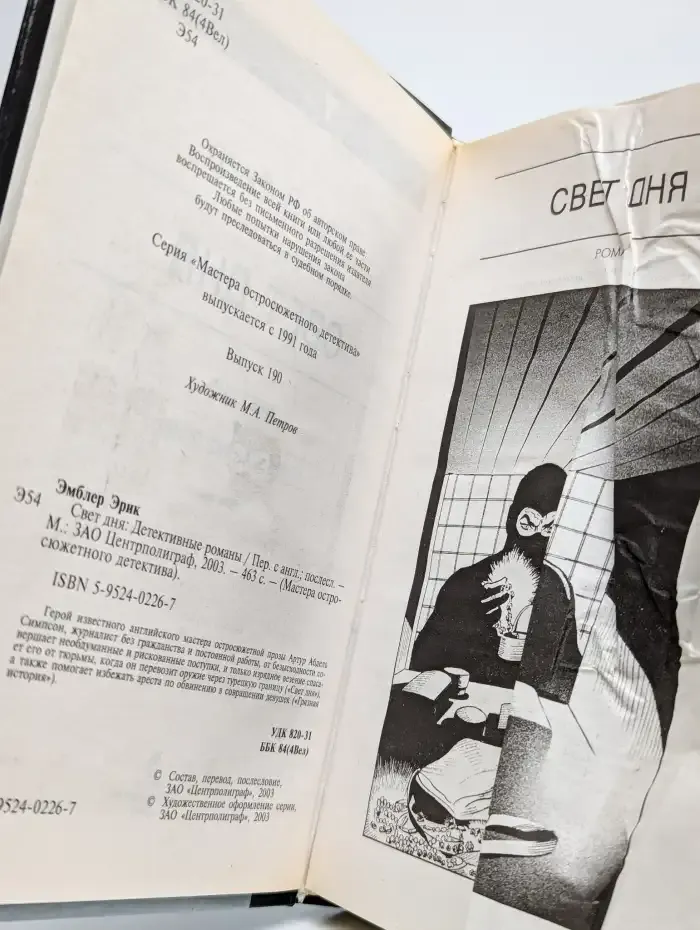 20-31
БК 84(4Вел)
Э54
Охраняется Законом РФ об авторском праве.
Воспроизведение всей книги или любой ее части
воспрещается без письменного разрешения издателя
Любые попытки нарушения закона
будут преследоваться в судебном порядке.
Серия «Мастера остросюжетного детектива»
выпускается с 1991 года
Выпуск 190
Художник М.А. Петров
Эмблер Эрик
Э54 Свет дня: Детективные романы / Пер. с англ.; послесл. —
М.: ЗАО Центрполиграф, 2003. — 463 с. — (Мастера остро-
сюжетного детектива).
ISBN 5-9524-0226-7
Герой известного английского мастера остросюжетной прозы Артур Абдель
Симпсон, журналист без гражданства и постоянной работы, от безысходности со-
вершает необдуманные и рискованные поступки, и только изрядное везение спаса-
ет его от тюрьмы, когда он перевозит оружие через турецкую границу («Свет дня»),
а также помогает избежать ареста по обвинению в совращении девушек («Грязная
история»).
УДК 820-31
ББК 84(4Вел)
© Состав, перевод, послесловие,
ЗАО «Центрполиграф», 2003
© Художественное оформление серии,
ЗАО «Центрполиграф», 2003
9524-0226-7
СВЕТ ДНЯ
РОМА